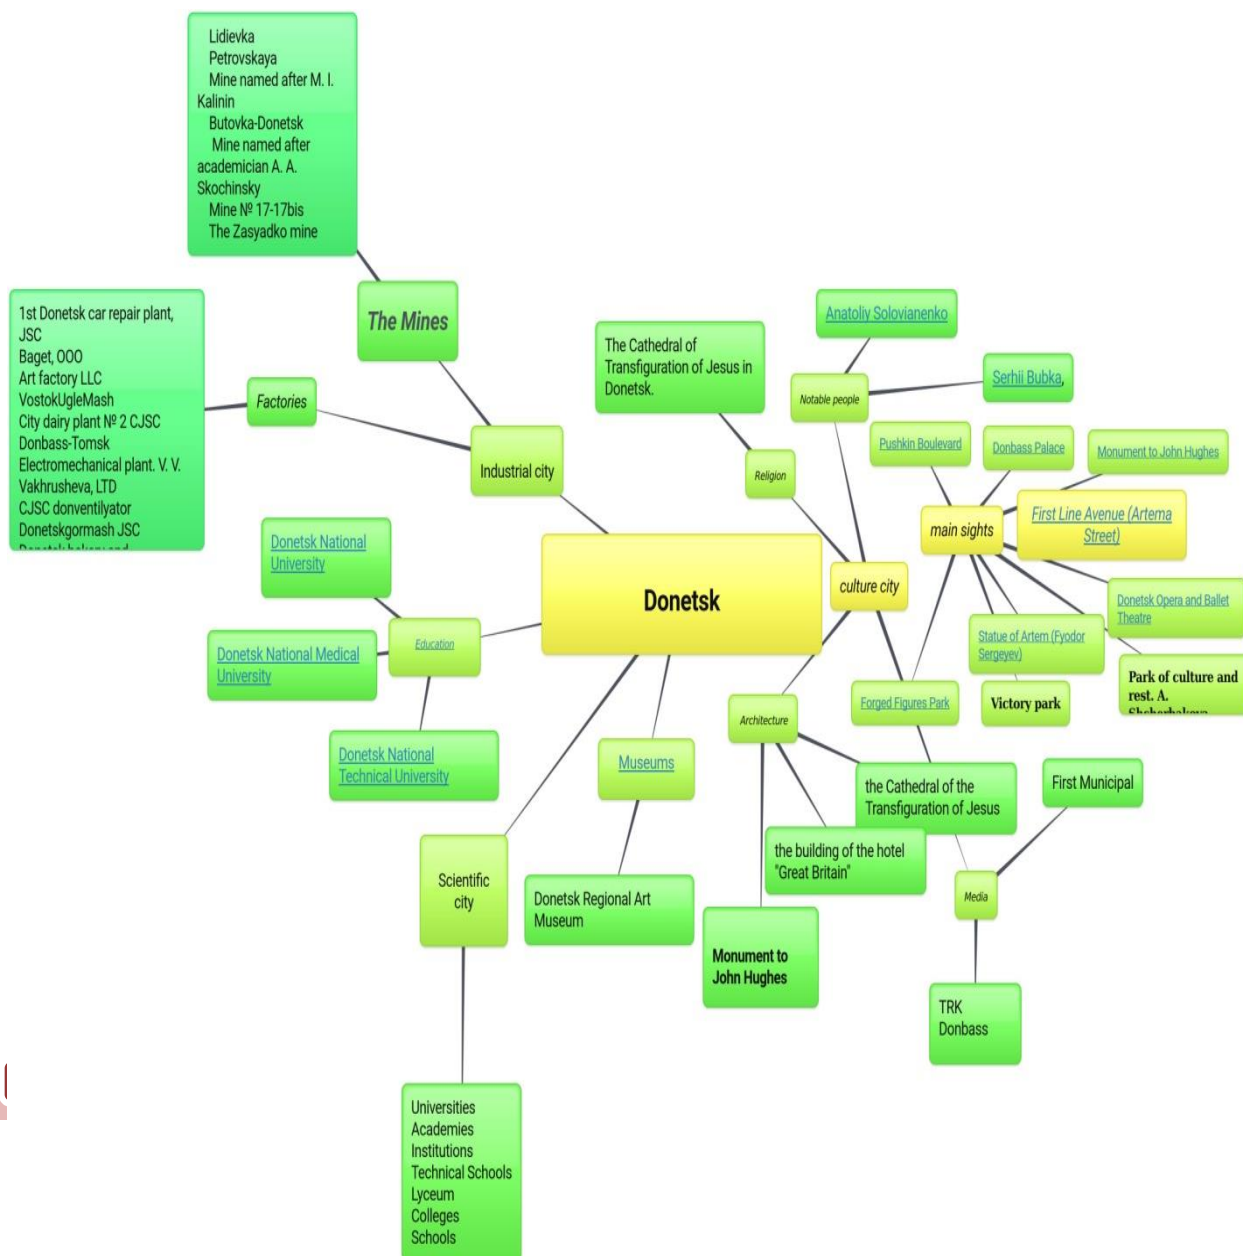 Lidievka
Petrovskaya
Mine named after M. I.
Kalinin
Butovka-Donetsk
Mine named after
academician A. A.
Skochinsky
Mine № 17-17bis
The Zasyadko mine
The Mines
1st Donetsk car repair plant,
JSC
Baget, OOO
Art factory LLC
VostokUgleMash
City dairy plant № 2 CJSC
Donbass-Tomsk
Electromechanical plant. V. V.
Vakhrusheva, LTD
CJSC donventilyator
Donetskgormash JSC
Factories
Industrial city
The Cathedral of
Transfiguration of Jesus in
Donetsk.
Religion
Anatoliy Solovianenko
Serhii Bubka,
Notable people
Pushkin Boulevard
Donbass Palace
Monument to John Hughes
First Line Avenue (Artema
Street)
main sights
Donetsk Opera and Ballet
Theatre
Statue of Artem (Fyodor
Sergeyev)
Park of culture and
rest. A.
Victory park
Forged Figures Park
culture city
Donetsk
Donetsk National
University
Education
Donetsk National Medical
University
Donetsk National
Technical University
Museums
Donetsk Regional Art
Museum
Scientific
city
Universities
Academies
Institutions
Technical Schools
Lyceum
Colleges
Schools
Architecture
the Cathedral of the
Transfiguration of Jesus
the building of the hotel
"Great Britain"
Monument to
John Hughes
First Municipal
Media
TRK
Donbass